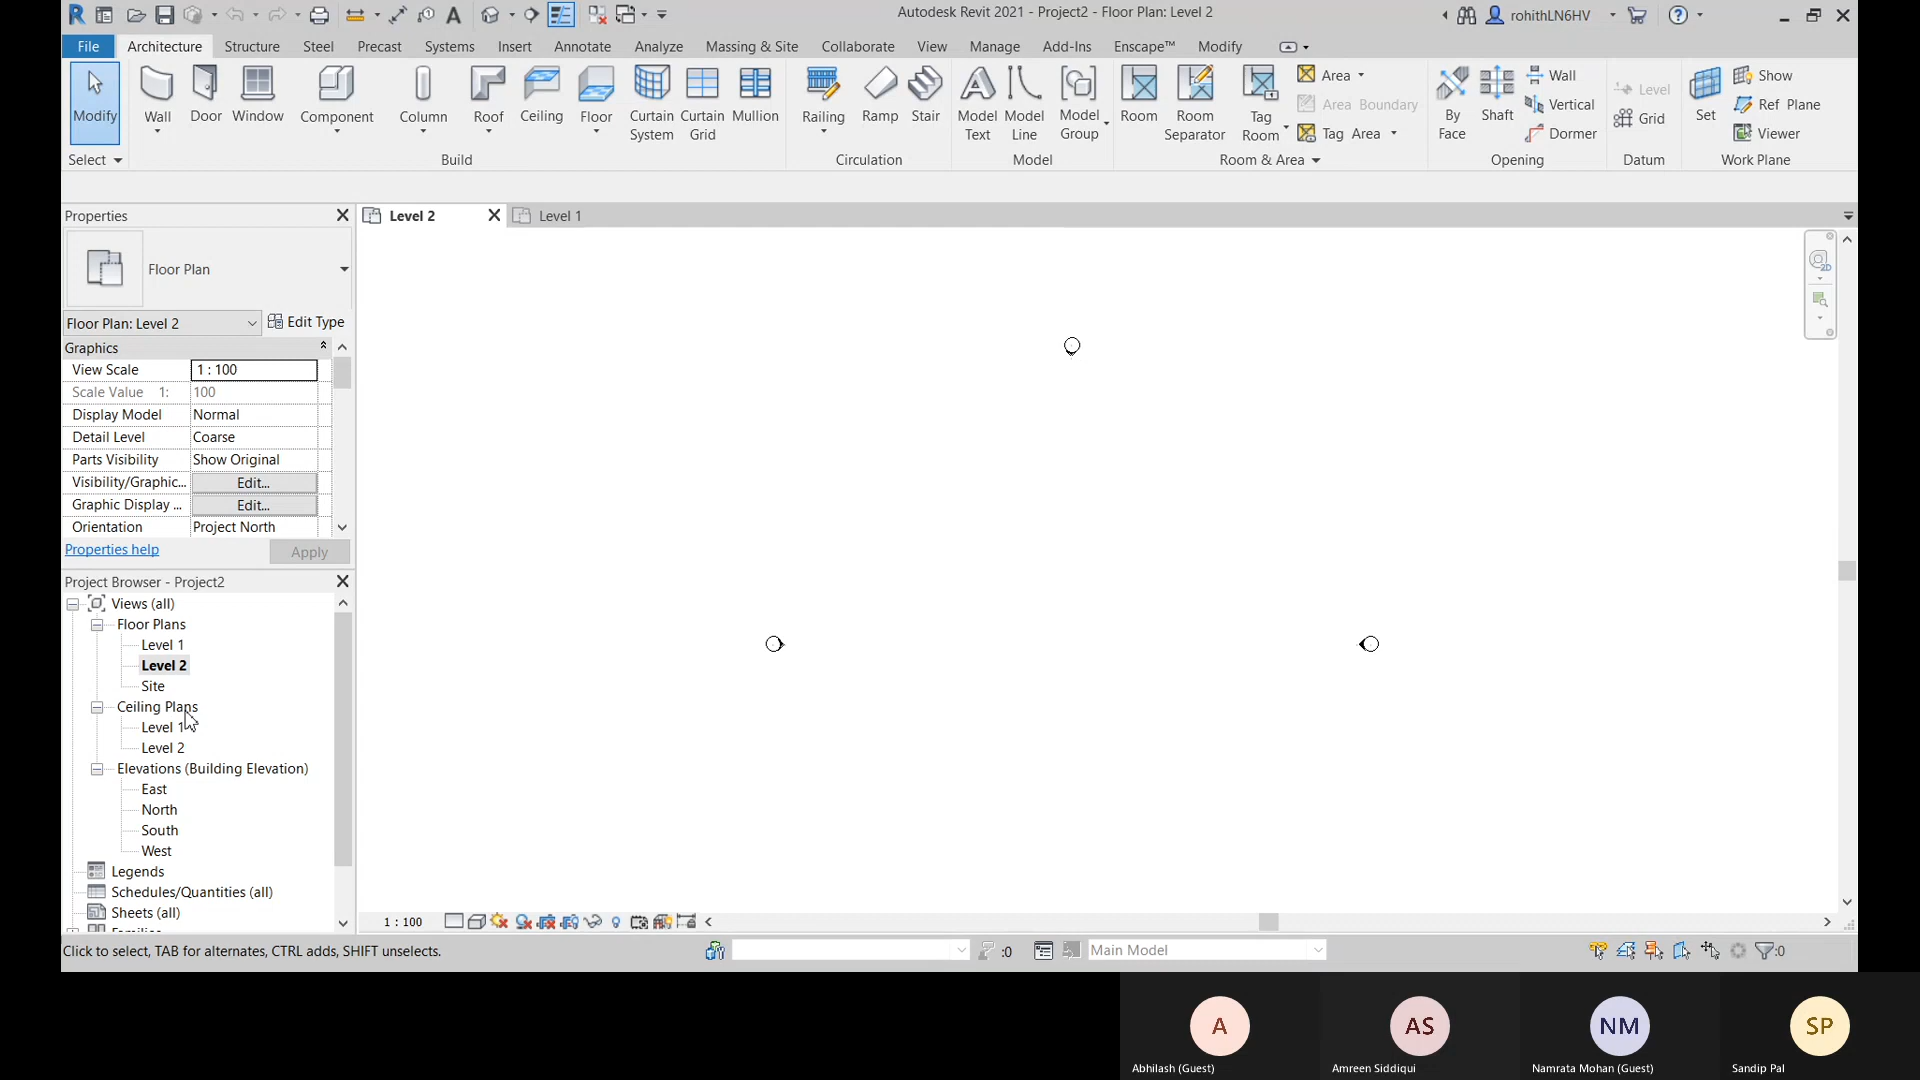 Autodesk Revit 2021 - Project2 - Floor Plan: Level 2
rohithLN6HV
File Architecture Structure Steel Precast Systems Insert Annotate Analyze Massing & Site Collaborate View Manage Add-Ins Enscape™ Modify
Modify Wall Door Window Component Column Roof Ceiling Floor Curtain System Curtain Grid Mullion Railing Ramp Stair Model Text Model Line Model Group Room Room Separator Tag Room
Area
Area Boundary
Tag Area
By Face Shaft
Wall
Vertical
Dormer
Level
Grid
Set
Show
Ref Plane
Viewer
Select Build Circulation Model Room & Area Opening Datum Work Plane
Properties
Level 2 Level 1
Floor Plan
2D
Floor Plan: Level 2 Edit Type
Graphics
View Scale 1 : 100
Scale Value 1: 100
Display Model Normal
Detail Level Coarse
Parts Visibility Show Original
Visibility/Graphic... Edit...
Graphic Display ... Edit...
Orientation Project North
Properties help Apply
Project Browser - Project2
Views (all)
Floor Plans
Level 1
Level 2
Site
Ceiling Plans
Level 1
Level 2
Elevations (Building Elevation)
East
North
South
West
Legends
Schedules/Quantities (all)
Sheets (all)
1 : 100
Click to select, TAB for alternates, CTRL adds, SHIFT unselects. :0 Main Model :0
A AS NM SP
Abhilash (Guest) Amreen Siddiqui Namrata Mohan (Guest) Sandip Pal